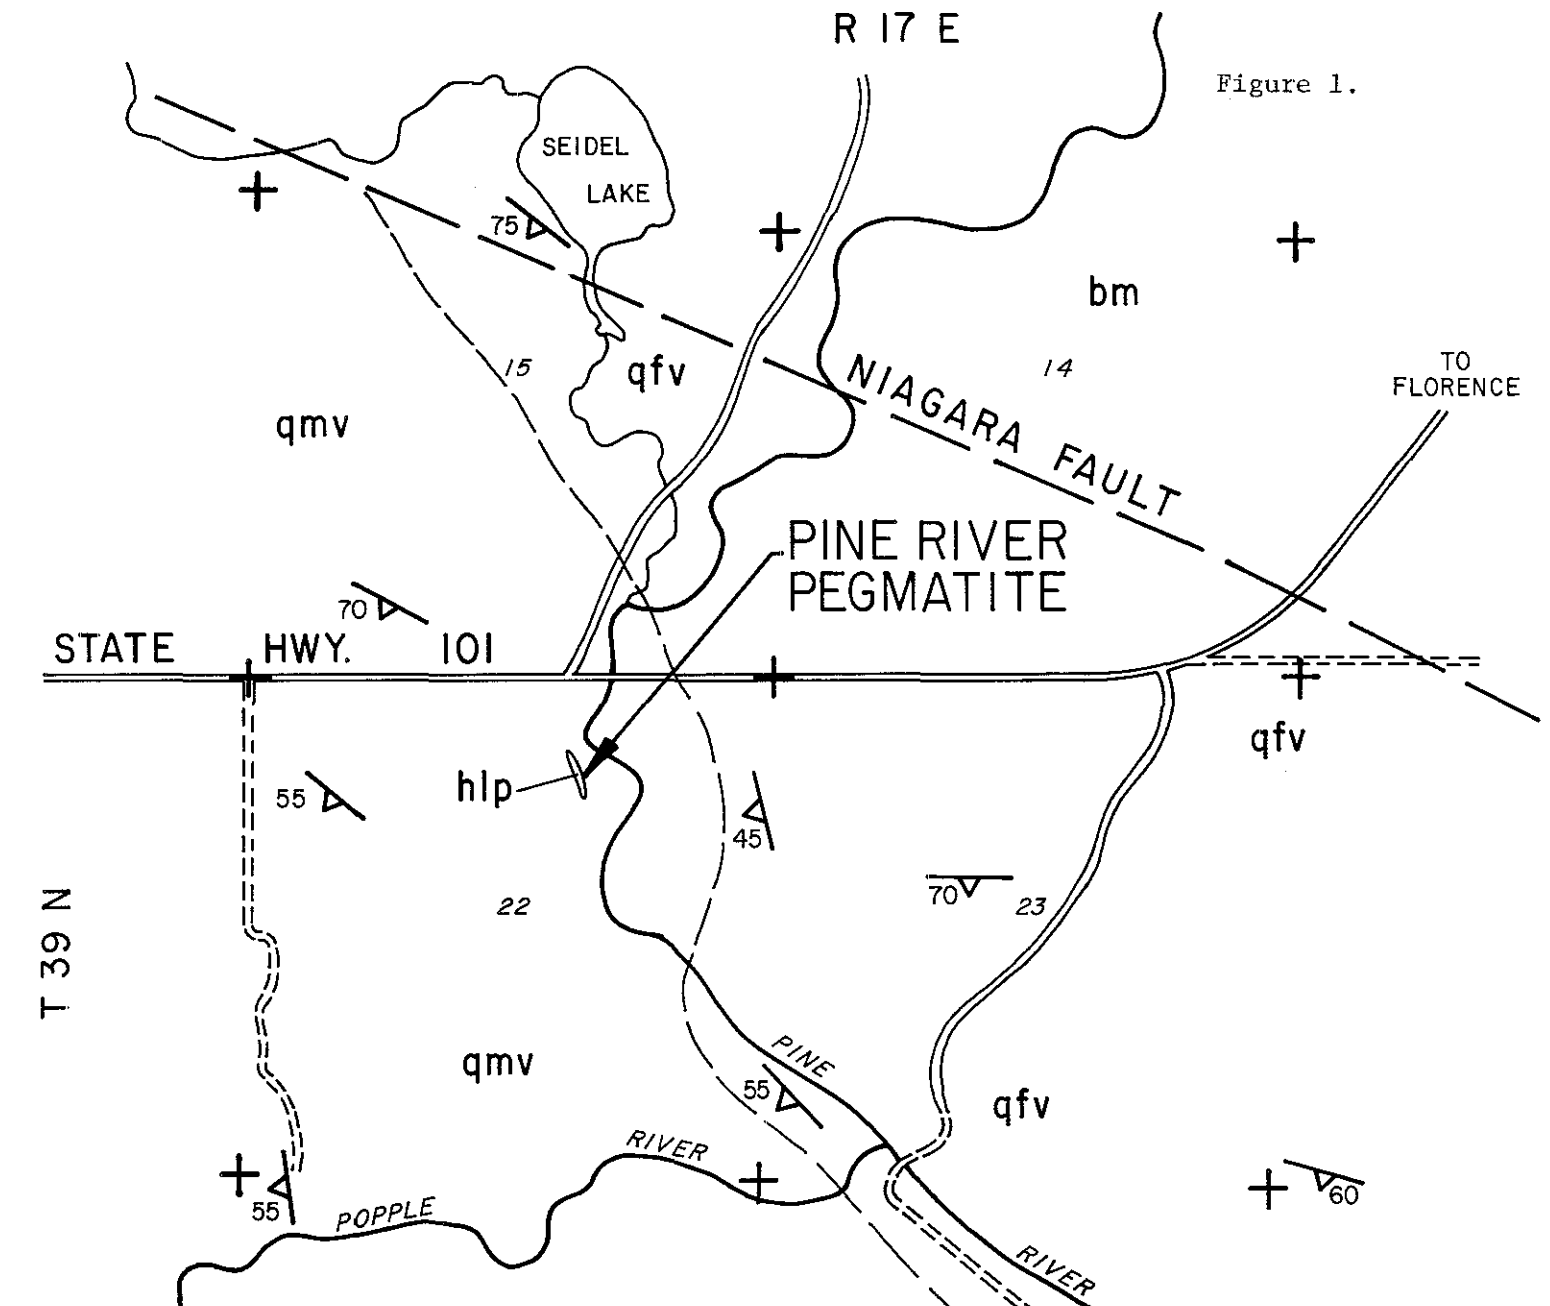 R 17 E
Figure 1.
SEIDEL
LAKE
75
bm
15
qfv
14
TO
FLORENCE
NIAGARA FAULT
qmv
PINE RIVER
PEGMATITE
70
STATE HWY. 101
qfv
hlp
55
45
70
23
22
T 39 N
qmv
PINE
55
qfv
RIVER
60
55
POPPLE
RIVER